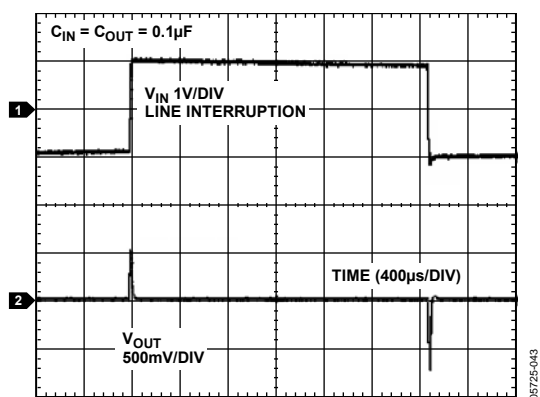 C_IN = C_OUT = 0.1µF
1
V_IN 1V/DIV
LINE INTERRUPTION
TIME (400µs/DIV)
2
V_OUT
500mV/DIV
05725-043